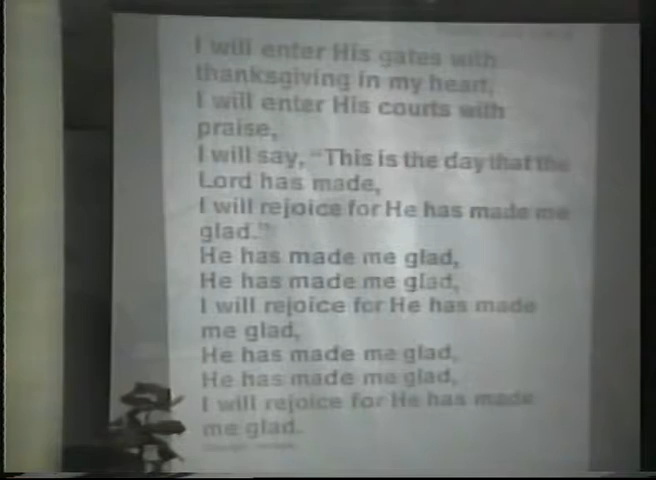 I will enter His gates with
thanksgiving in my heart,
I will enter His courts with
praise,
I will say, "This is the day that the
Lord has made,
I will rejoice for He has made me
glad."
He has made me glad,
He has made me glad,
I will rejoice for He has made
me glad,
He has made me glad,
He has made me glad,
I will rejoice for He has made
me glad.